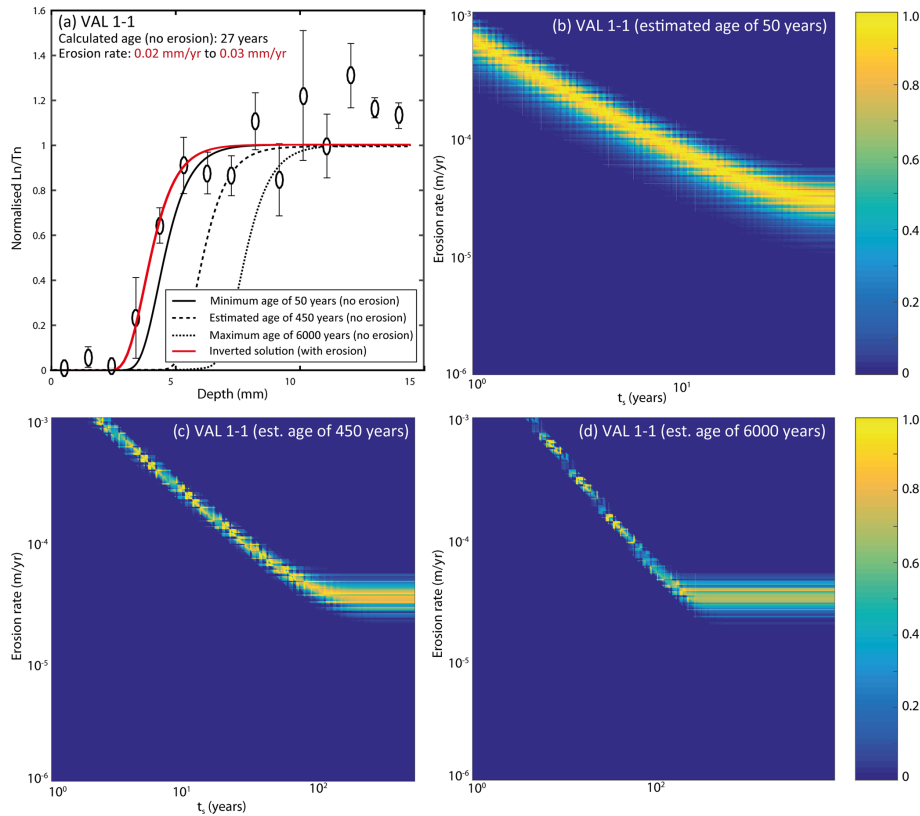 (a) VAL 1-1
Calculated age (no erosion): 27 years
Erosion rate: 0.02 mm/yr to 0.03 mm/yr
Normalised Ln/Tn
1.6
1.4
1.2
1
0.8
0.6
0.4
0.2
0
0
5
10
15
Depth (mm)
Minimum age of 50 years (no erosion)
Estimated age of 450 years (no erosion)
Maximum age of 6000 years (no erosion)
Inverted solution (with erosion)
(b) VAL 1-1 (estimated age of 50 years)
Erosion rate (m/yr)
10⁻³
10⁻⁴
10⁻⁵
10⁻⁶
10⁰
10¹
tₛ (years)
1.0
0.8
0.6
0.4
0.2
0
(c) VAL 1-1 (est. age of 450 years)
Erosion rate (m/yr)
10⁻³
10⁻⁴
10⁻⁵
10⁻⁶
10⁰
10¹
10²
tₛ (years)
(d) VAL 1-1 (est. age of 6000 years)
Erosion rate (m/yr)
10⁻³
10⁻⁴
10⁻⁵
10⁻⁶
10⁰
10²
tₛ (years)
1.0
0.8
0.6
0.4
0.2
0